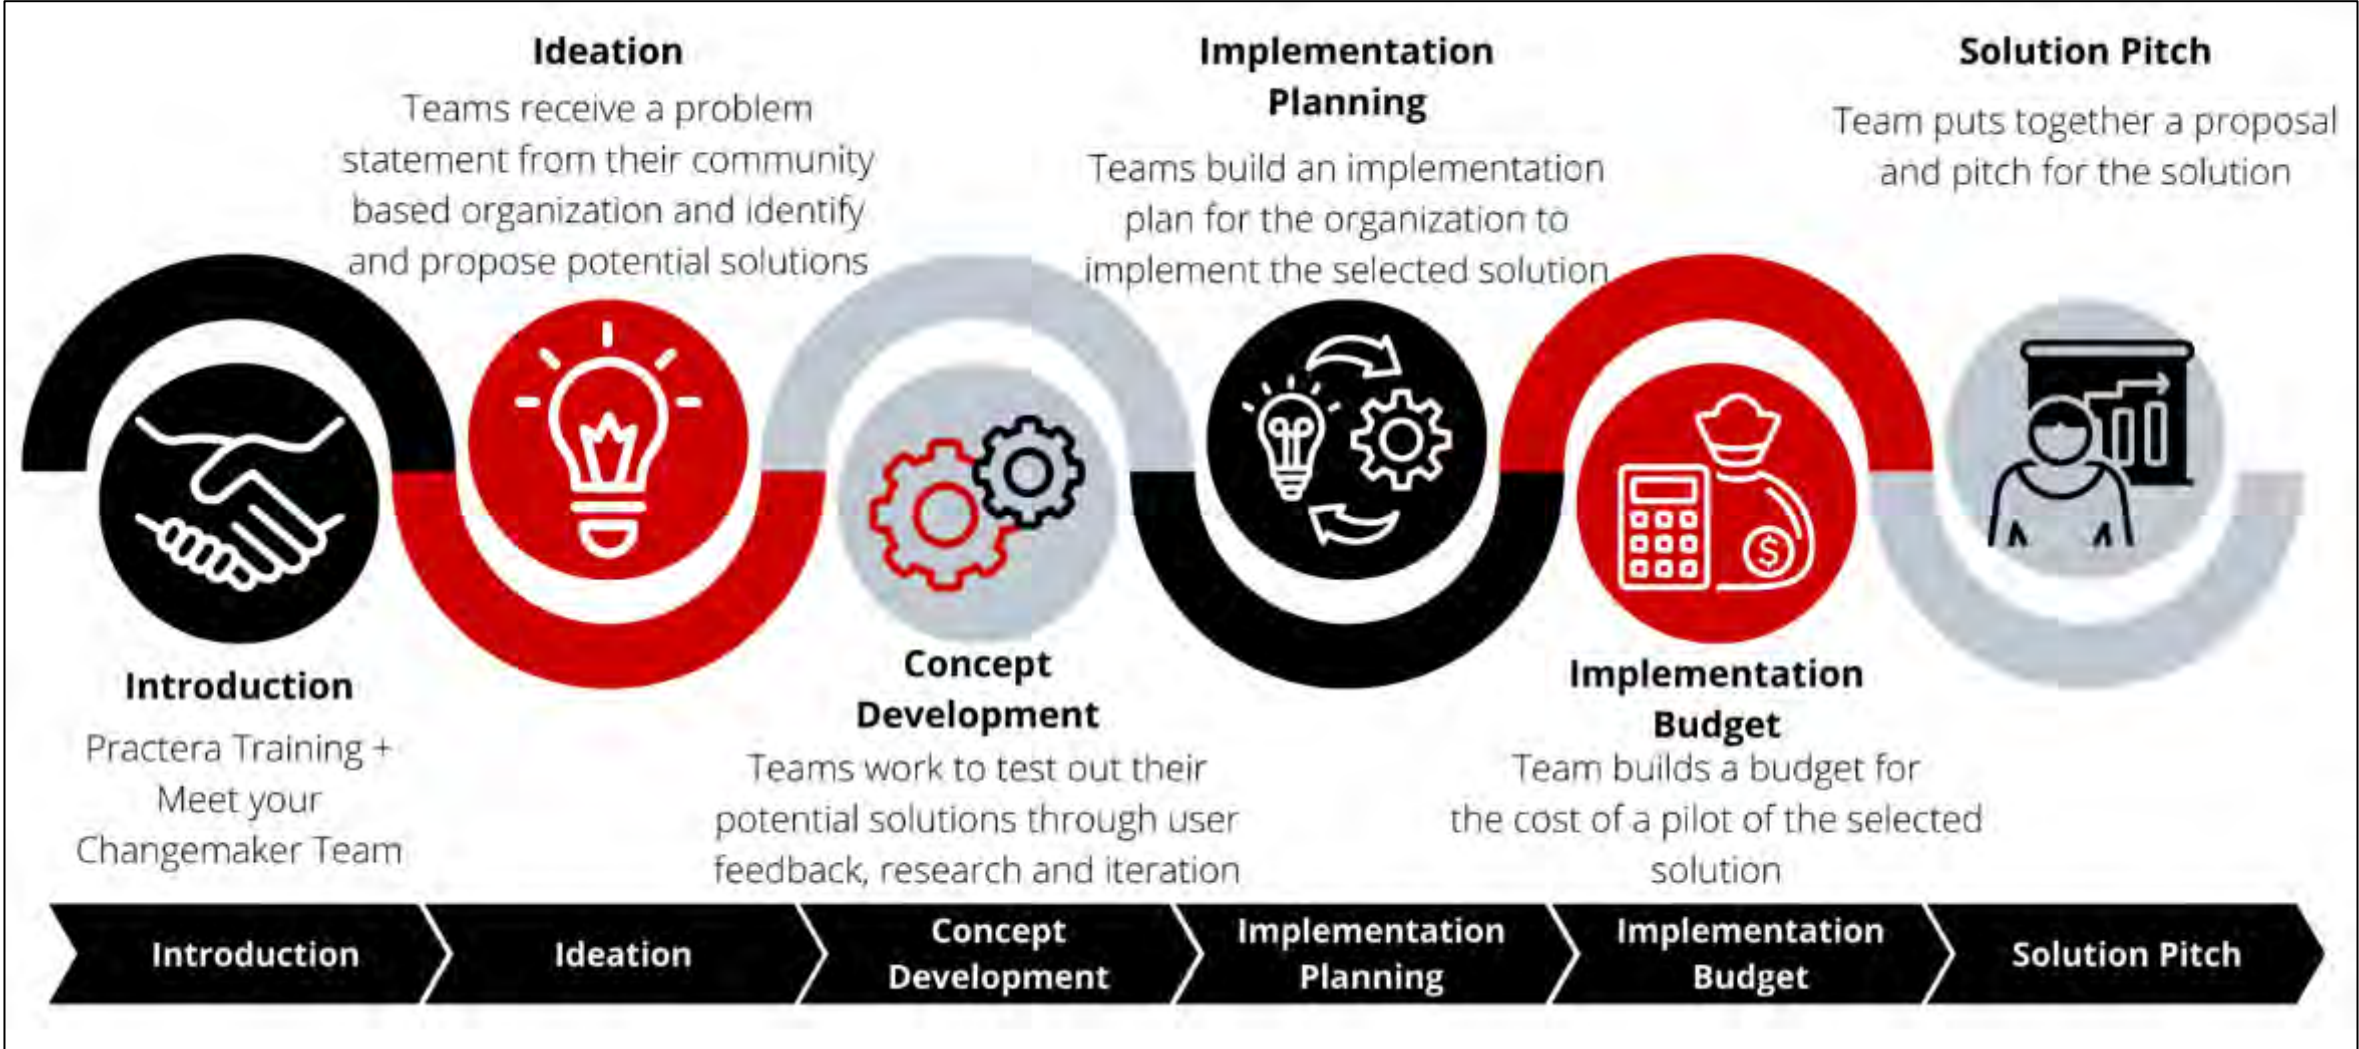 Introduction
Practera Training +
Meet your
Changemaker Team
Ideation
Teams receive a problem
statement from their community
based organization and identify
and propose potential solutions
Concept
Development
Teams work to test out their
potential solutions through user
feedback, research and iteration
Implementation
Planning
Teams build an implementation
plan for the organization to
implement the selected solution
Implementation
Budget
Team builds a budget for
the cost of a pilot of the selected
solution
Solution Pitch
Team puts together a proposal
and pitch for the solution
$
Introduction
Ideation
Concept
Development
Implementation
Planning
Implementation
Budget
Solution Pitch